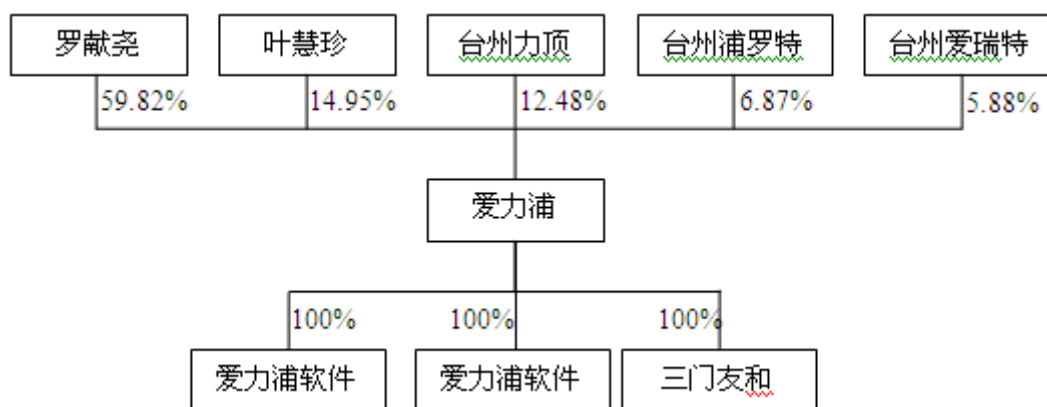 罗献尧
叶慧珍
台州力顶
台州浦罗特
台州爱瑞特
59.82%
14.95%
12.48%
6.87%
5.88%
爱力浦
100%
100%
100%
爱力浦软件
爱力浦软件
三门友和